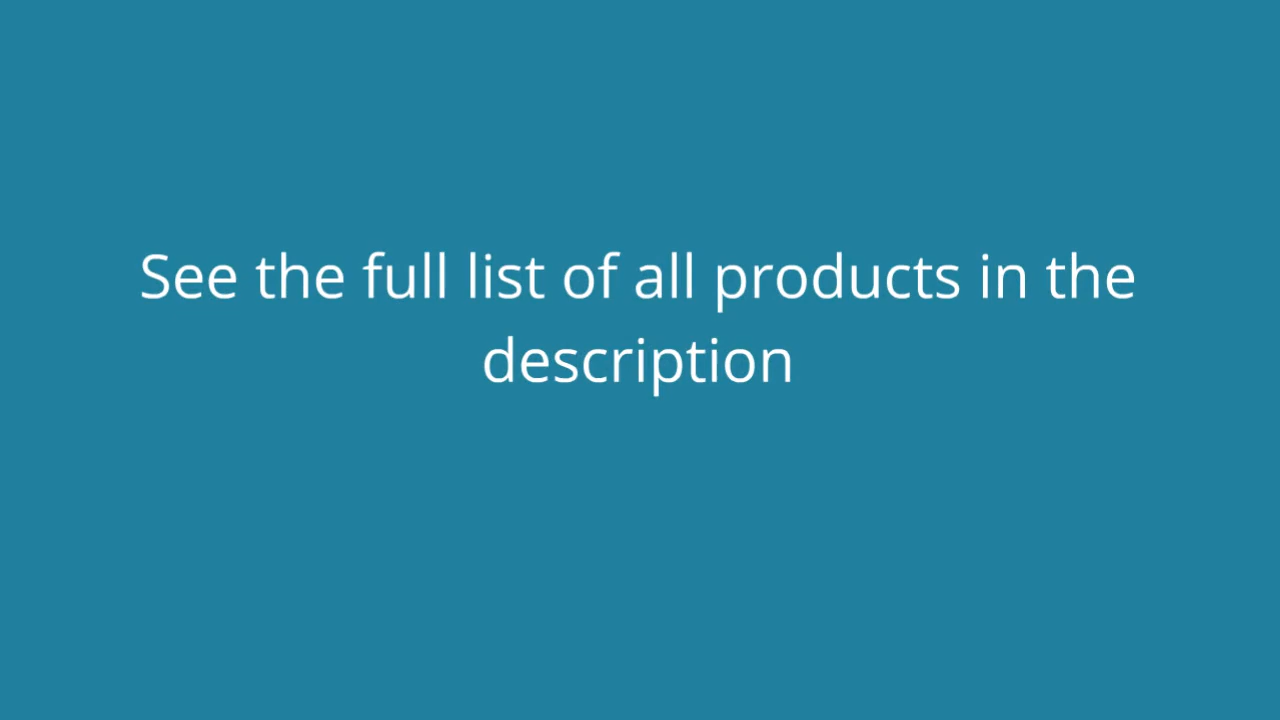 See the full list of all products in the
description